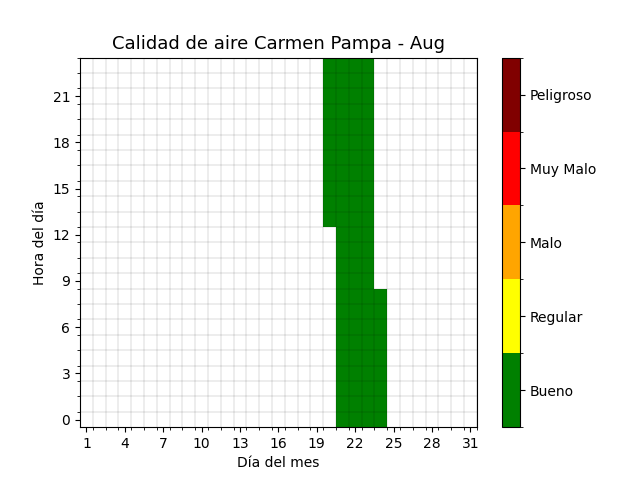 Calidad de aire Carmen Pampa - Aug
Hora del día
21
18
15
12
9
6
3
0
1 4 7 10 13 16 19 22 25 28 31
Día del mes
Peligroso
Muy Malo
Malo
Regular
Bueno